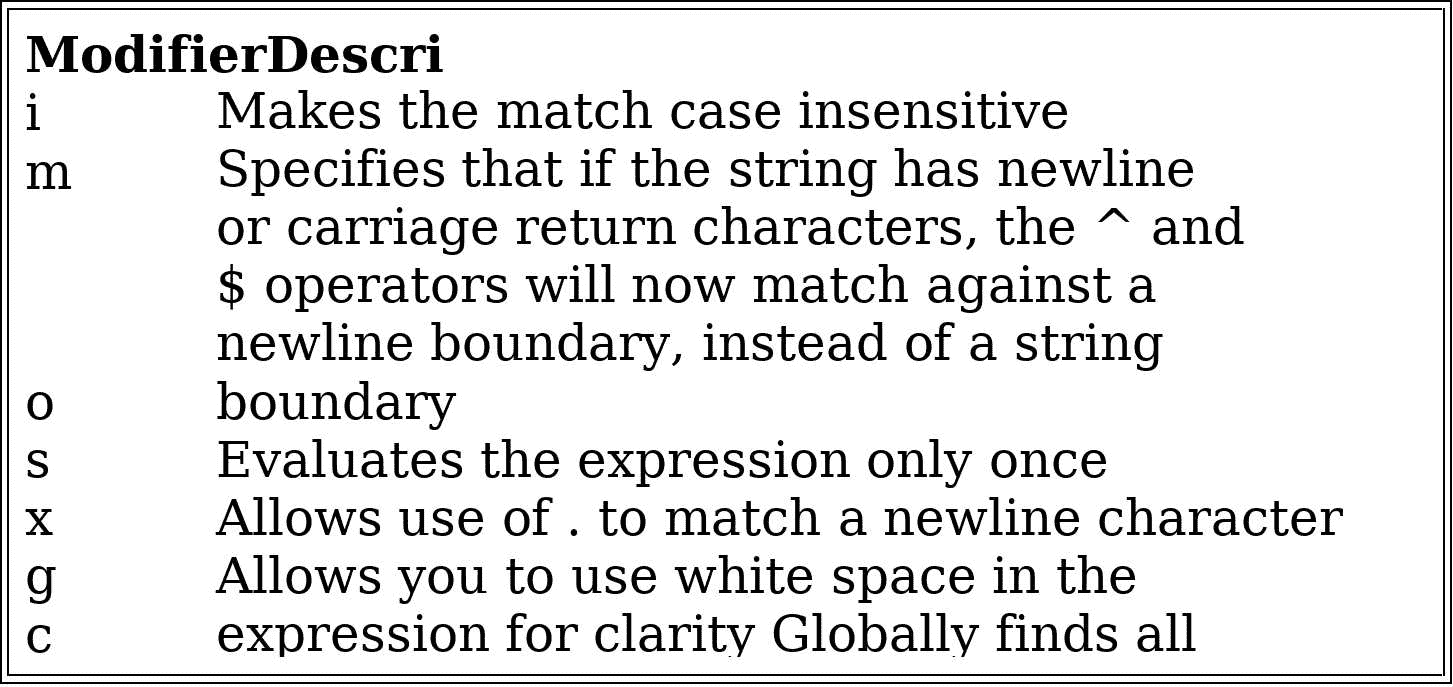 ModifierDescri
i Makes the match case insensitive
m Specifies that if the string has newline
or carriage return characters, the ^ and
$ operators will now match against a
newline boundary, instead of a string
o boundary
s Evaluates the expression only once
x Allows use of . to match a newline character
g Allows you to use white space in the
c expression for clarity Globally finds all